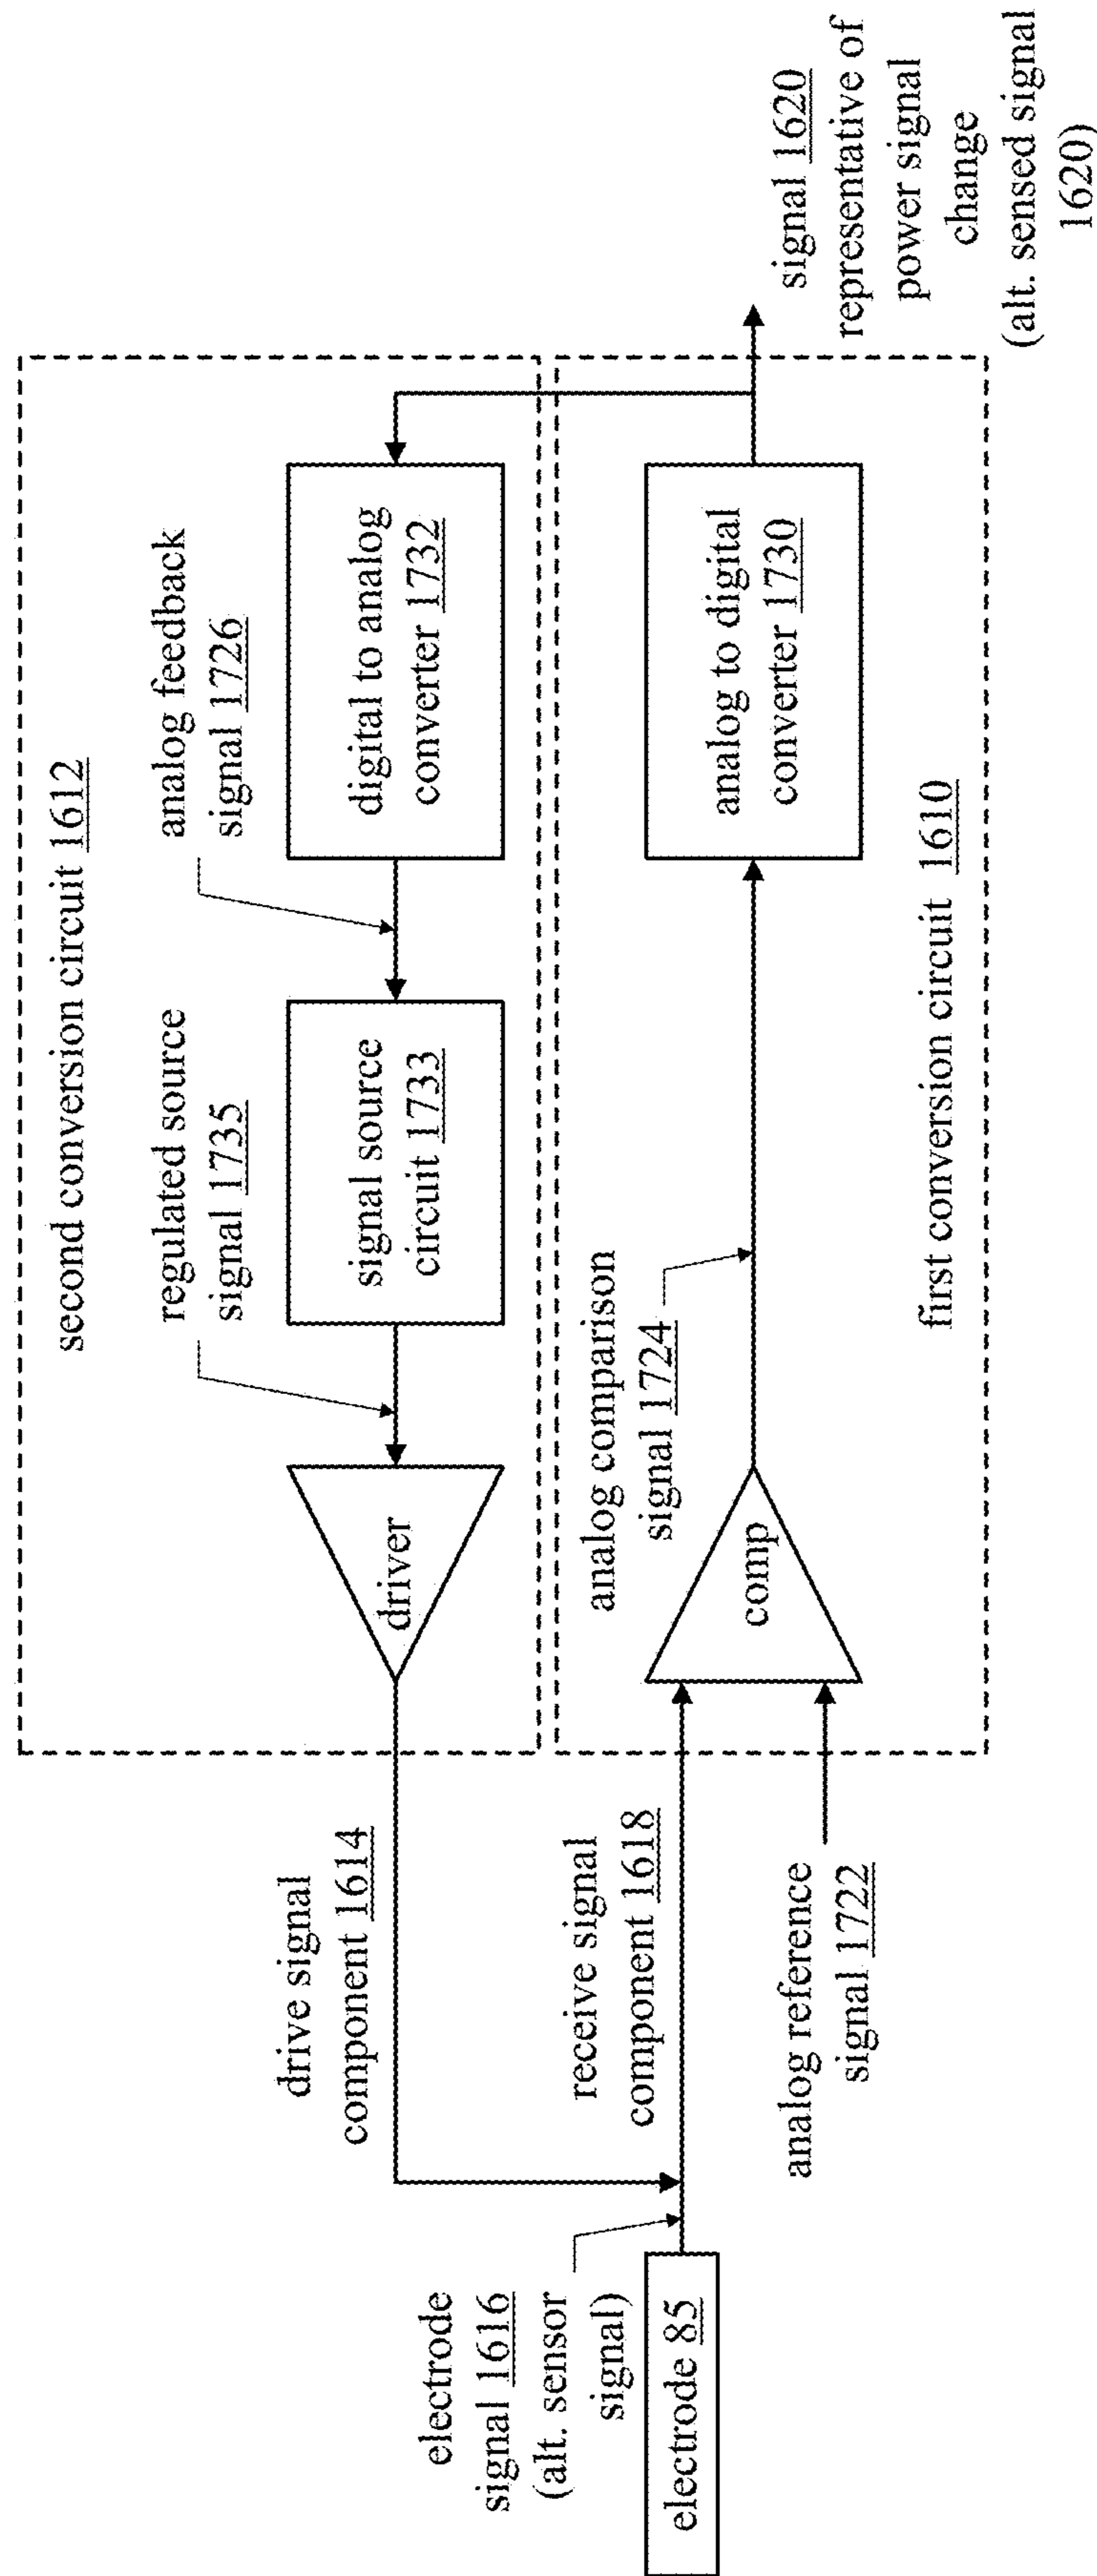 second conversion circuit 1612
regulated source
signal 1735
analog feedback
signal 1726
driver
signal source
circuit 1733
digital to analog
converter 1732
drive signal
component 1614
electrode
signal 1616
(alt. sensor
signal)
electrode 85
receive signal
component 1618
analog reference
signal 1722
comp
analog comparison
signal 1724
analog to digital
converter 1730
first conversion circuit 1610
signal 1620
representative of
power signal
change
(alt. sensed signal
1620)